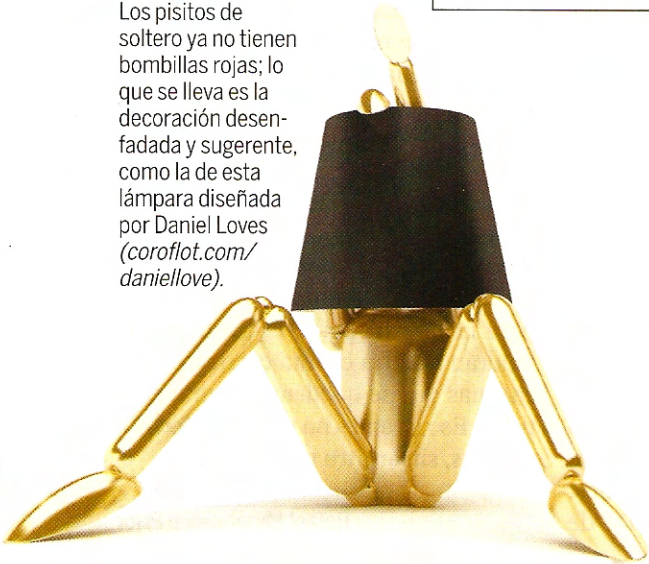 Los pisitos de
soltero ya no tienen
bombillas rojas; lo
que se lleva es la
decoración desen-
fadada y sugerente,
como la de esta
lámpara diseñada
por Daniel Loves
(coroflot.com/
daniellove).